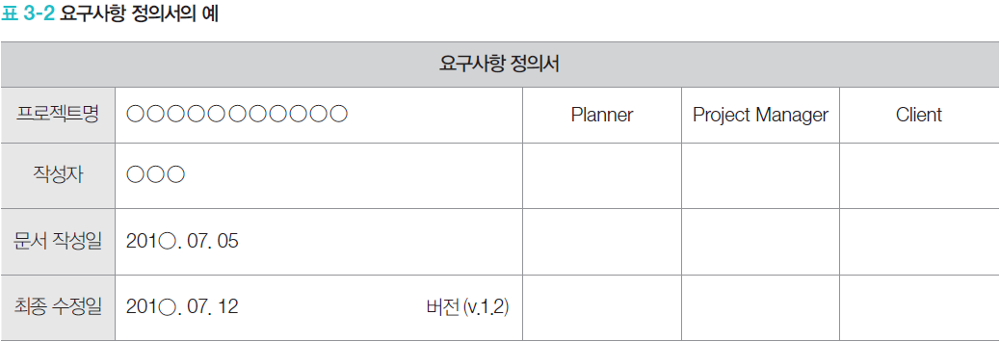 표 3-2 요구사항 정의서의 예
요구사항 정의서
프로젝트명 ○○○○○○○○○○○ Planner Project Manager Client
작성자 ○○○
문서 작성일 201○. 07. 05
최종 수정일 201○. 07. 12 버전(v.1.2)